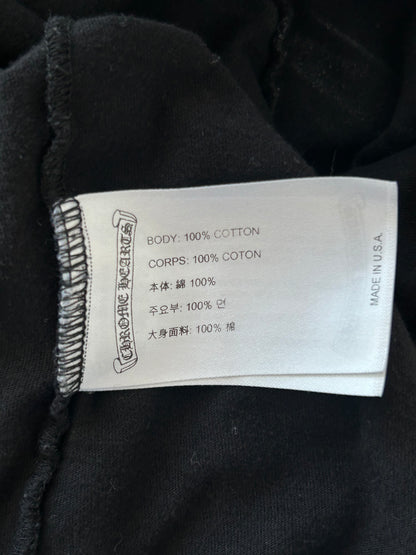 CHROME HEARTS
BODY: 100% COTTON
CORPS: 100% COTON
本体: 綿 100%
주요부: 100% 면
大身面料: 100% 棉
MADE IN U.S.A.